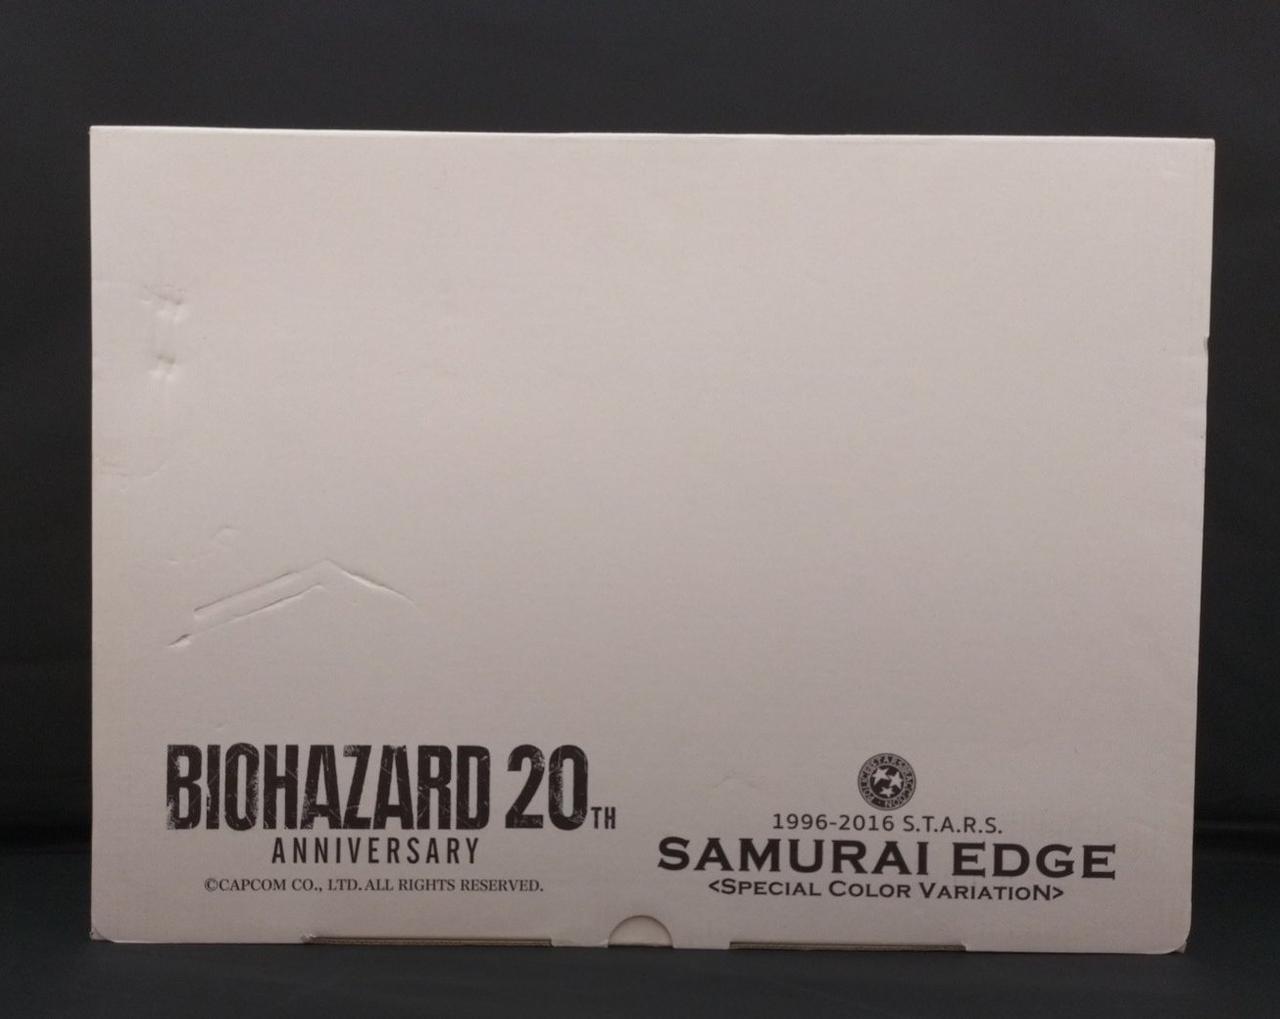 BIOHAZARD 20TH
ANNIVERSARY
©CAPCOM CO., LTD. ALL RIGHTS RESERVED.
S.T.A.R.S.
1996-2016 S.T.A.R.S.
SAMURAI EDGE
<SPECIAL COLOR VARIATION>